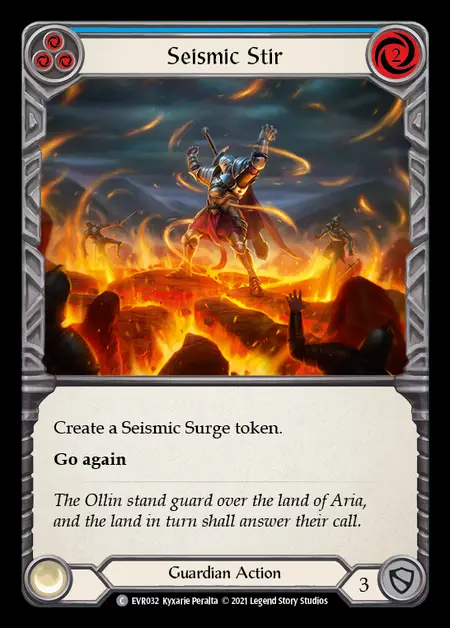 Seismic Stir
2
Create a Seismic Surge token.
Go again
The Ollin stand guard over the land of Aria,
and the land in turn shall answer their call.
Guardian Action
3
C EVR032 Kyxarie Peralta © 2021 Legend Story Studios